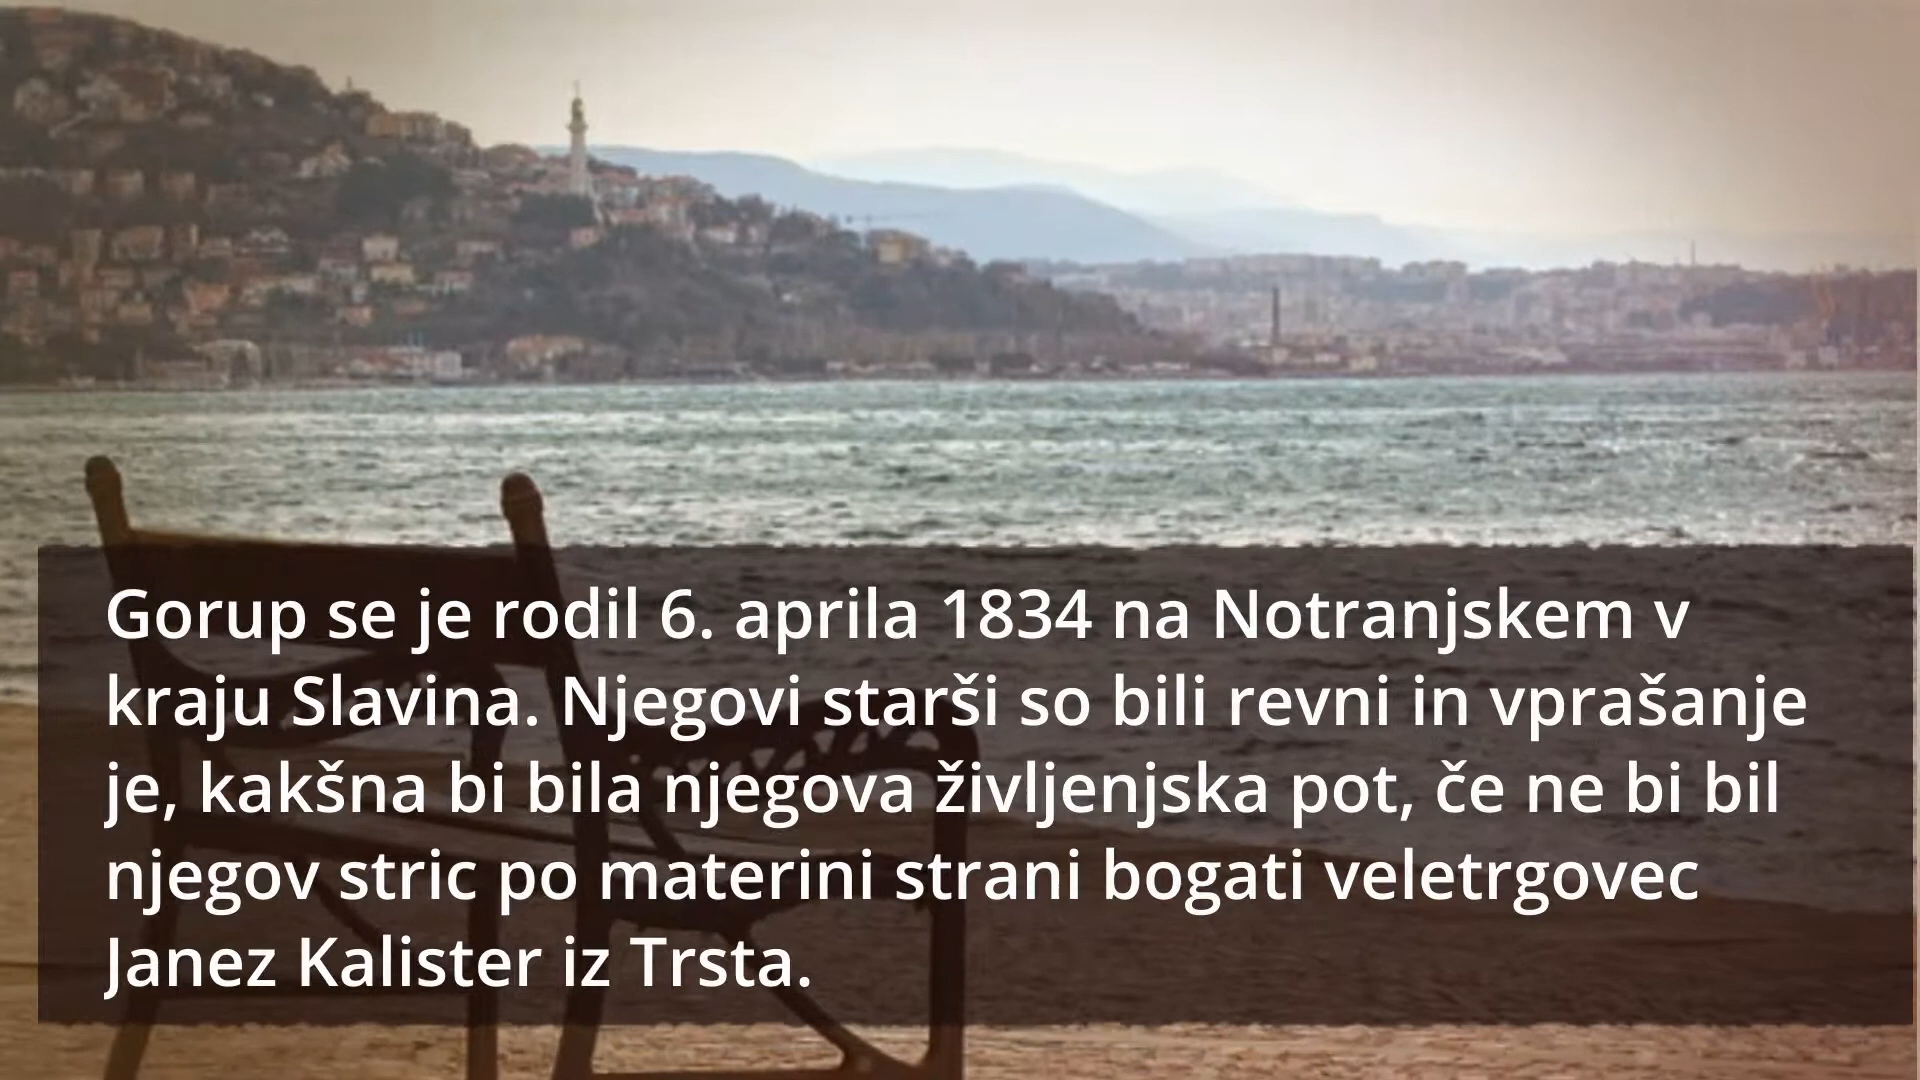 Gorup se je rodil 6. aprila 1834 na Notranjskem v
kraju Slavina. Njegovi starši so bili revni in vprašanje
je, kakšna bi bila njegova življenjska pot, če ne bi bil
njegov stric po materini strani bogati veletrgovec
Janez Kalister iz Trsta.